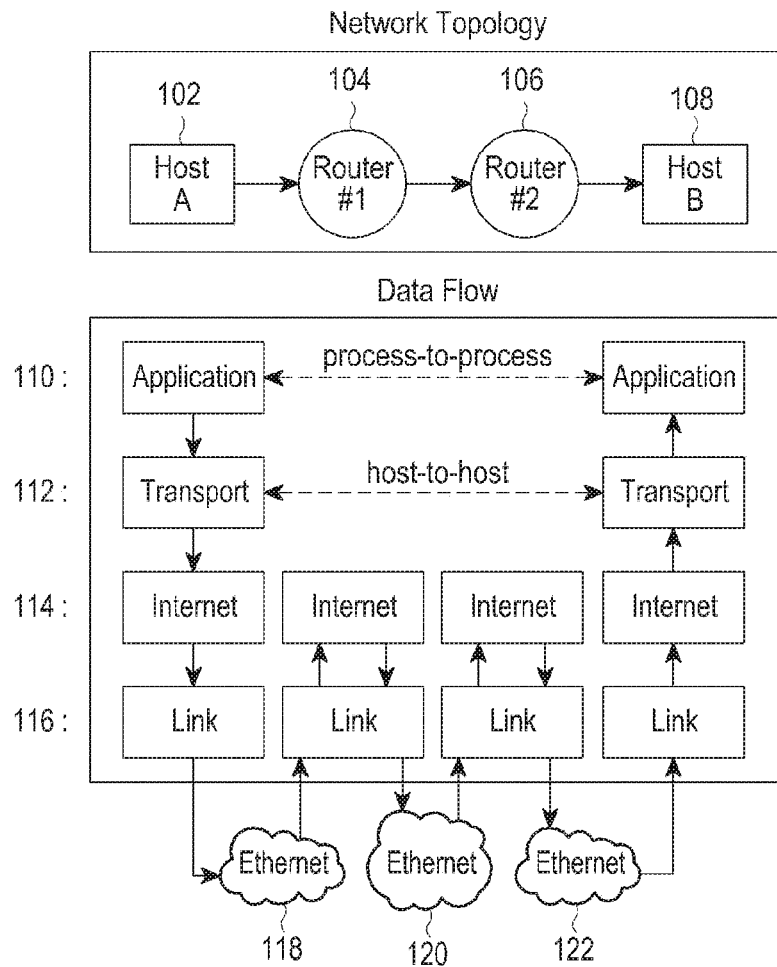 Network Topology
102
104
106
108
Host
A
Router
#1
Router
#2
Host
B
Data Flow
110 :
Application
process-to-process
Application
112 :
Transport
host-to-host
Transport
114 :
Internet
Internet
Internet
Internet
116 :
Link
Link
Link
Link
Ethernet
Ethernet
Ethernet
118
120
122